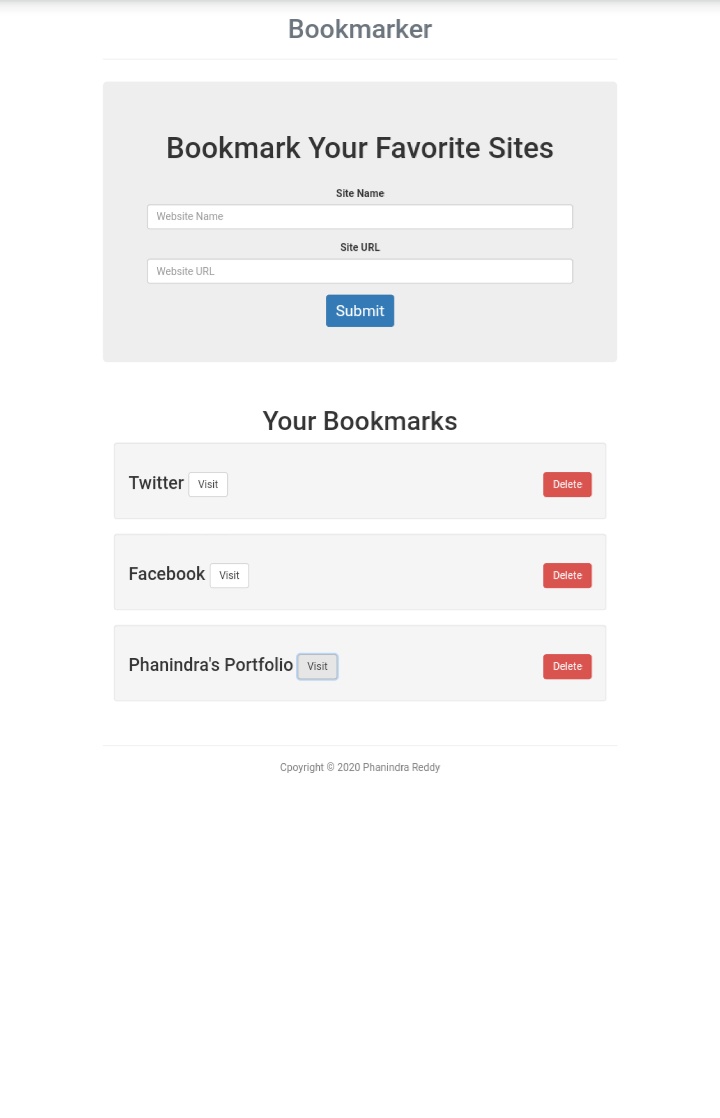 Bookmarker
Bookmark Your Favorite Sites
Site Name
Website Name
Site URL
Website URL
Submit
Your Bookmarks
Twitter Visit Delete
Facebook Visit Delete
Phanindra's Portfolio Visit Delete
Cpoyright © 2020 Phanindra Reddy